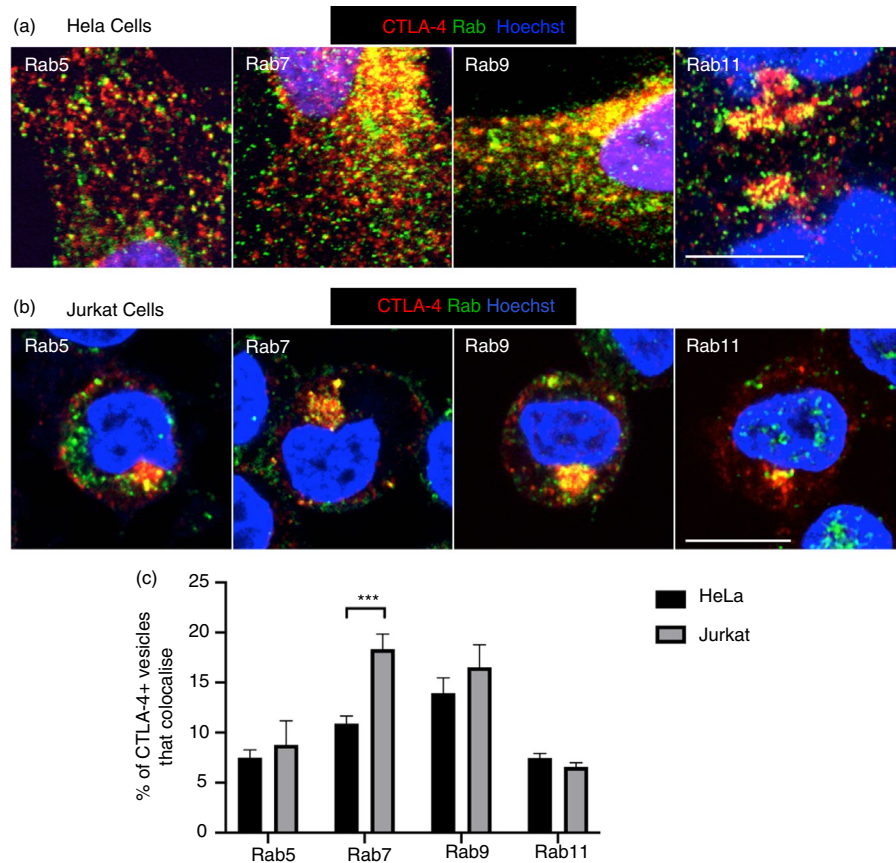 (a) Hela Cells
CTLA-4 Rab Hoechst
Rab5 Rab7 Rab9 Rab11
(b) Jurkat Cells
CTLA-4 Rab Hoechst
Rab5 Rab7 Rab9 Rab11
(c)
% of CTLA-4+ vesicles
that colocalise
25
20
15
10
5
0
***
Rab5 Rab7 Rab9 Rab11
HeLa
Jurkat